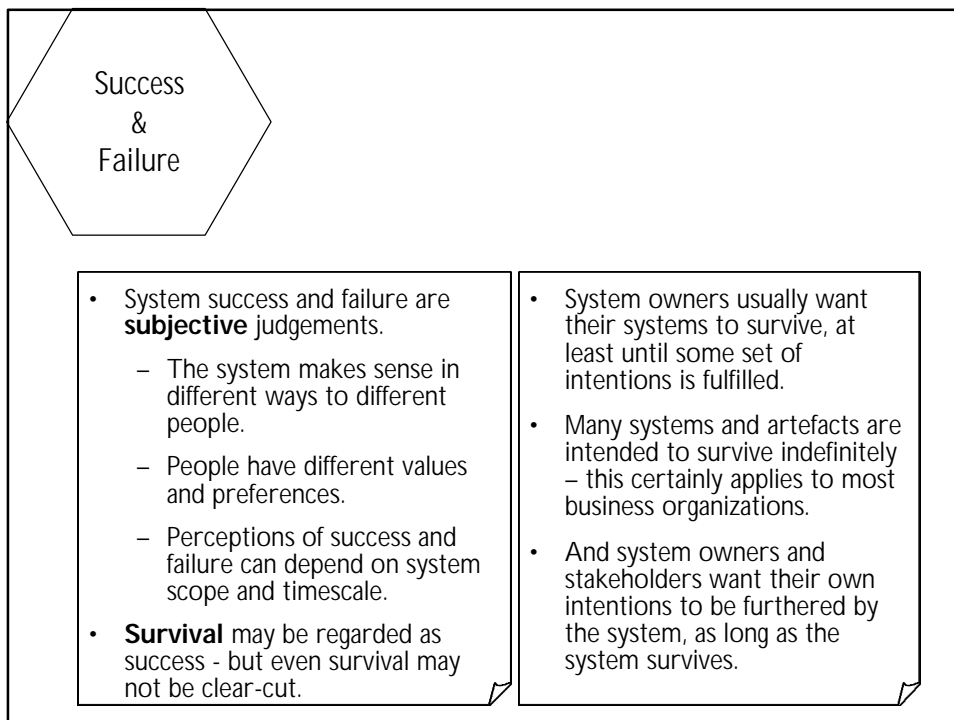 Success
&
Failure
• System success and failure are
subjective judgements.
– The system makes sense in
different ways to different
people.
– People have different values
and preferences.
– Perceptions of success and
failure can depend on system
scope and timescale.
• Survival may be regarded as
success - but even survival may
not be clear-cut.
• System owners usually want
their systems to survive, at
least until some set of
intentions is fulfilled.
• Many systems and artefacts are
intended to survive indefinitely
– this certainly applies to most
business organizations.
• And system owners and
stakeholders want their own
intentions to be furthered by
the system, as long as the
system survives.